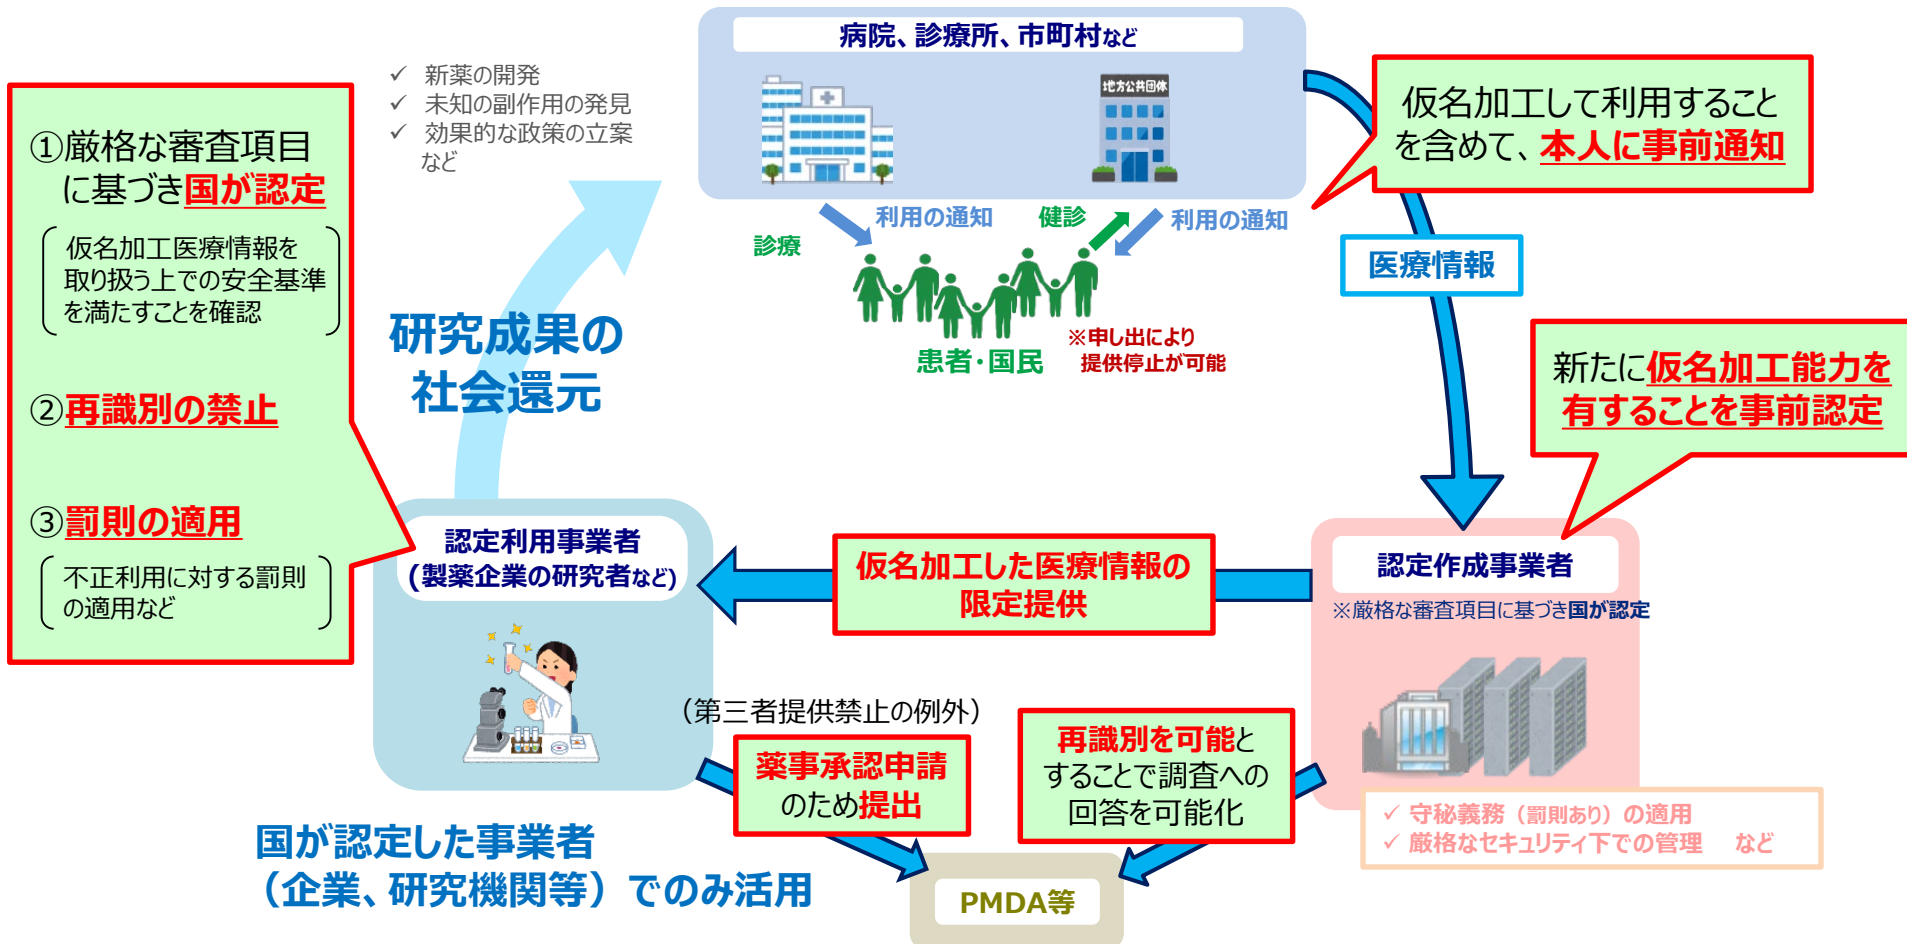 病院、診療所、市町村など
地方公共団体
✓ 新薬の開発
✓ 未知の副作用の発見
✓ 効果的な政策の立案
など
①厳格な審査項目
に基づき国が認定
仮名加工医療情報を
取り扱う上での安全基準
を満たすことを確認
②再識別の禁止
③罰則の適用
不正利用に対する罰則
の適用など
仮名加工して利用すること
を含めて、本人に事前通知
利用の通知
健診
利用の通知
診療
医療情報
患者・国民
※申し出により
提供停止が可能
研究成果の
社会還元
新たに仮名加工能力を
有することを事前認定
認定利用事業者
(製薬企業の研究者など)
仮名加工した医療情報の
限定提供
認定作成事業者
※厳格な審査項目に基づき国が認定
（第三者提供禁止の例外）
薬事承認申請
のため提出
再識別を可能と
することで調査への
回答を可能化
✓ 守秘義務（罰則あり）の適用
✓ 厳格なセキュリティ下での管理 など
国が認定した事業者
（企業、研究機関等）でのみ活用
PMDA等